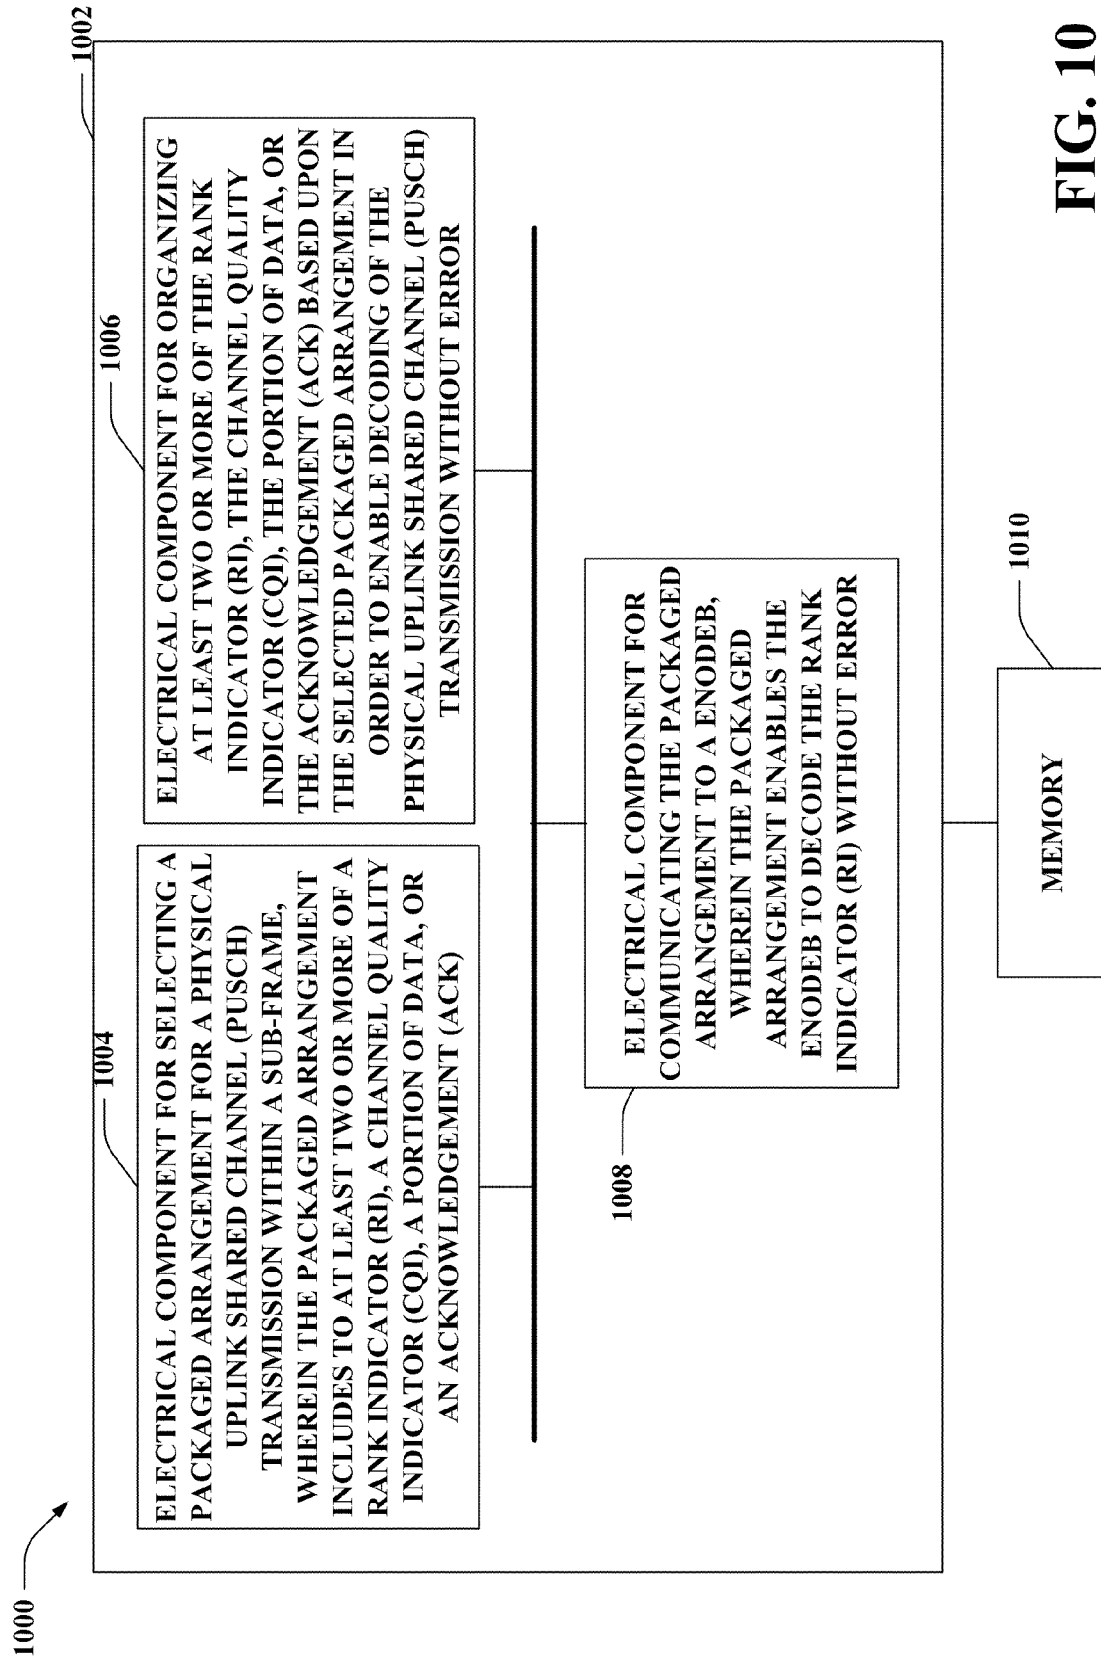 1000
1002
1004
ELECTRICAL COMPONENT FOR SELECTING A
PACKAGED ARRANGEMENT FOR A PHYSICAL
UPLINK SHARED CHANNEL (PUSCH)
TRANSMISSION WITHIN A SUB-FRAME,
WHEREIN THE PACKAGED ARRANGEMENT
INCLUDES TO AT LEAST TWO OR MORE OF A
RANK INDICATOR (RI), A CHANNEL QUALITY
INDICATOR (CQI), A PORTION OF DATA, OR
AN ACKNOWLEDGEMENT (ACK)
1006
ELECTRICAL COMPONENT FOR ORGANIZING
AT LEAST TWO OR MORE OF THE RANK
INDICATOR (RI), THE CHANNEL QUALITY
INDICATOR (CQI), THE PORTION OF DATA, OR
THE ACKNOWLEDGEMENT (ACK) BASED UPON
THE SELECTED PACKAGED ARRANGEMENT IN
ORDER TO ENABLE DECODING OF THE
PHYSICAL UPLINK SHARED CHANNEL (PUSCH)
TRANSMISSION WITHOUT ERROR
1008
ELECTRICAL COMPONENT FOR
COMMUNICATING THE PACKAGED
ARRANGEMENT TO A ENODEB,
WHEREIN THE PACKAGED
ARRANGEMENT ENABLES THE
ENODEB TO DECODE THE RANK
INDICATOR (RI) WITHOUT ERROR
1010
MEMORY
FIG. 10